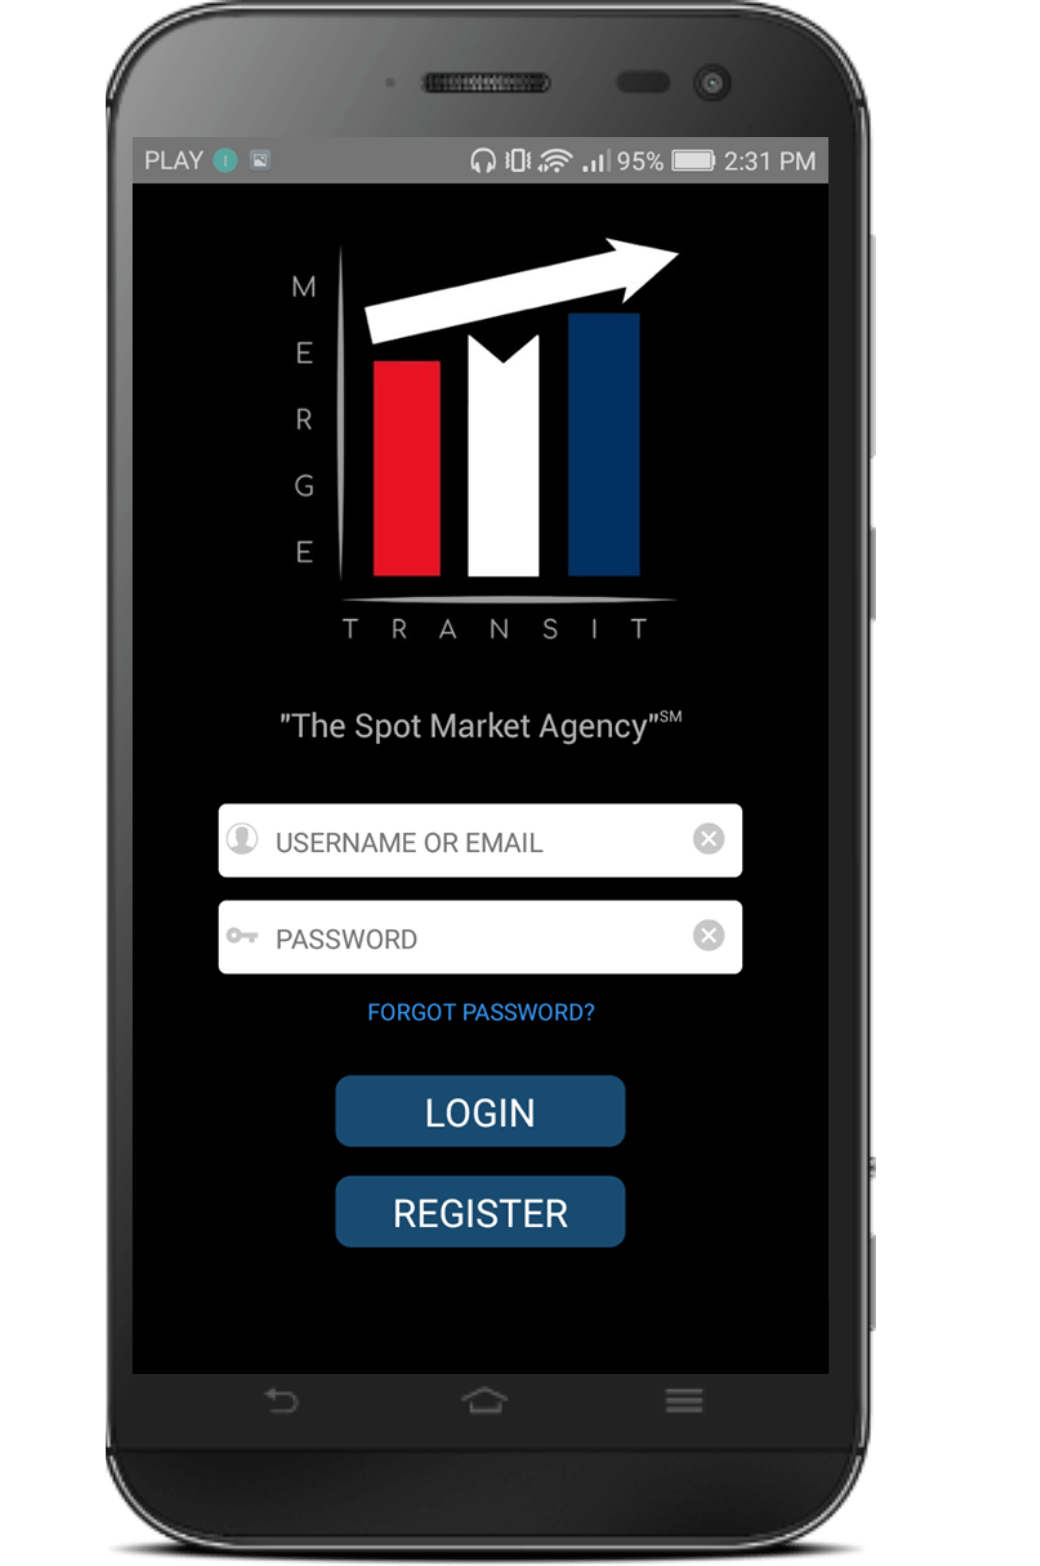 PLAY 95% 2:31 PM
MERGE
TRANSIT
"The Spot Market Agency"℠
USERNAME OR EMAIL
PASSWORD
FORGOT PASSWORD?
LOGIN
REGISTER